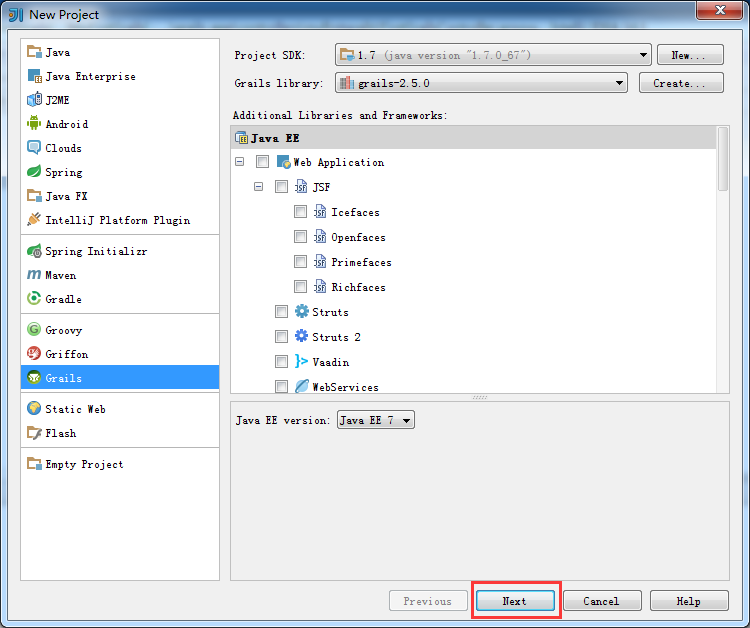 New Project
Java
Java Enterprise
J2ME
Android
Clouds
Spring
Java FX
IntelliJ Platform Plugin
Spring Initializr
Maven
Gradle
Groovy
Griffon
Grails
Static Web
Flash
Empty Project
Project SDK: 1.7 (java version "1.7.0_67") New...
Grails library: grails-2.5.0 Create...
Additional Libraries and Frameworks:
Java EE
Web Application
JSF
Icefaces
Openfaces
Primefaces
Richfaces
Struts
Struts 2
Vaadin
WebServices
Java EE version: Java EE 7
Previous Next Cancel Help